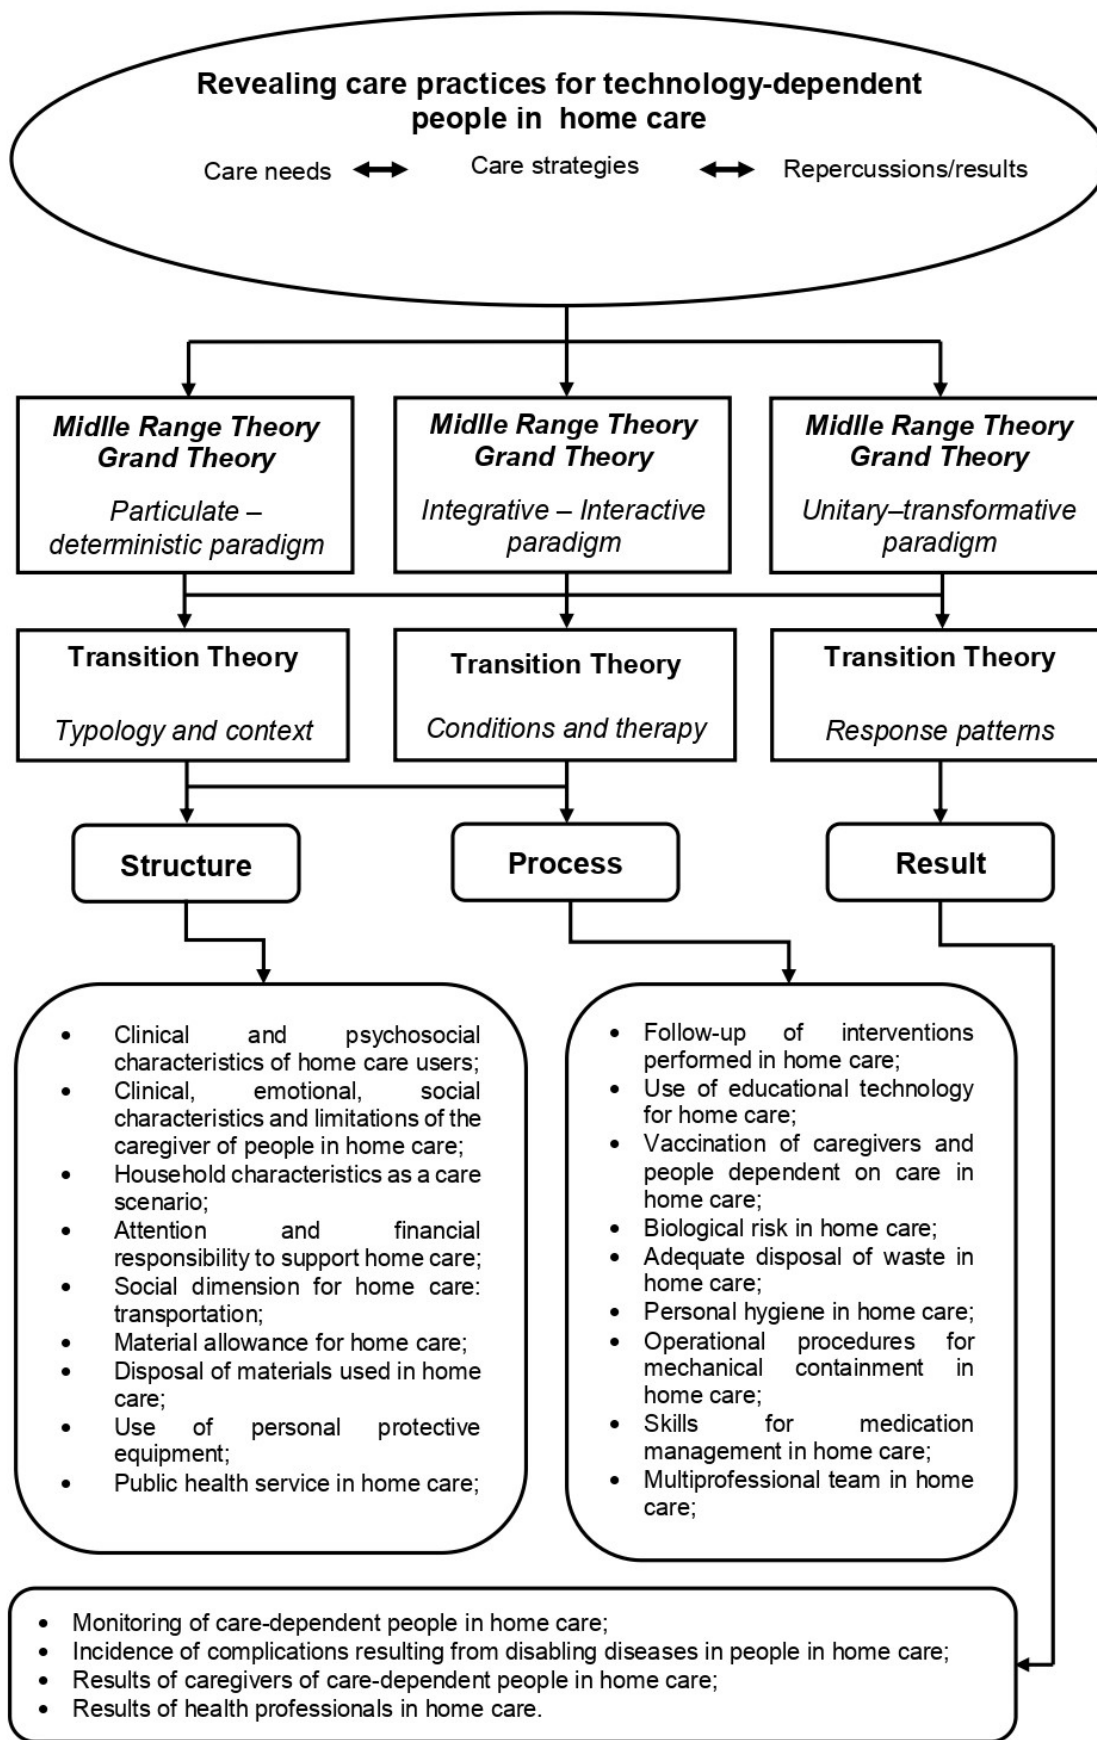 Revealing care practices for technology-dependent
people in home care
Care needs
Care strategies
Repercussions/results
Midlle Range Theory
Grand Theory
Particulate –
deterministic paradigm
Midlle Range Theory
Grand Theory
Integrative – Interactive
paradigm
Midlle Range Theory
Grand Theory
Unitary–transformative
paradigm
Transition Theory
Typology and context
Transition Theory
Conditions and therapy
Transition Theory
Response patterns
Structure
Process
Result
• Clinical and psychosocial
characteristics of home care users;
• Clinical, emotional, social
characteristics and limitations of the
caregiver of people in home care;
• Household characteristics as a care
scenario;
• Attention and financial
responsibility to support home care;
• Social dimension for home care:
transportation;
• Material allowance for home care;
• Disposal of materials used in home
care;
• Use of personal protective
equipment;
• Public health service in home care;
• Follow-up of interventions
performed in home care;
• Use of educational technology
for home care;
• Vaccination of caregivers and
people dependent on care in
home care;
• Biological risk in home care;
• Adequate disposal of waste in
home care;
• Personal hygiene in home care;
• Operational procedures for
mechanical containment in
home care;
• Skills for medication
management in home care;
• Multiprofessional team in home
care;
• Monitoring of care-dependent people in home care;
• Incidence of complications resulting from disabling diseases in people in home care;
• Results of caregivers of care-dependent people in home care;
• Results of health professionals in home care.